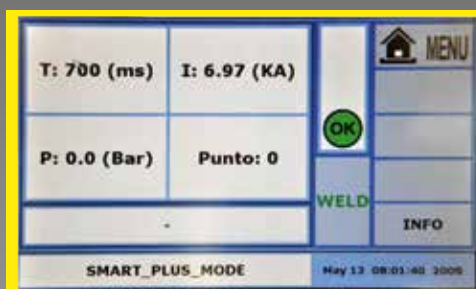 T: 700 (ms)
I: 6.97 (KA)
MENU
P: 0.0 (Bar)
Punto: 0
OK
WELD
-
INFO
SMART_PLUS_MODE
May 13 08:01:40 2005